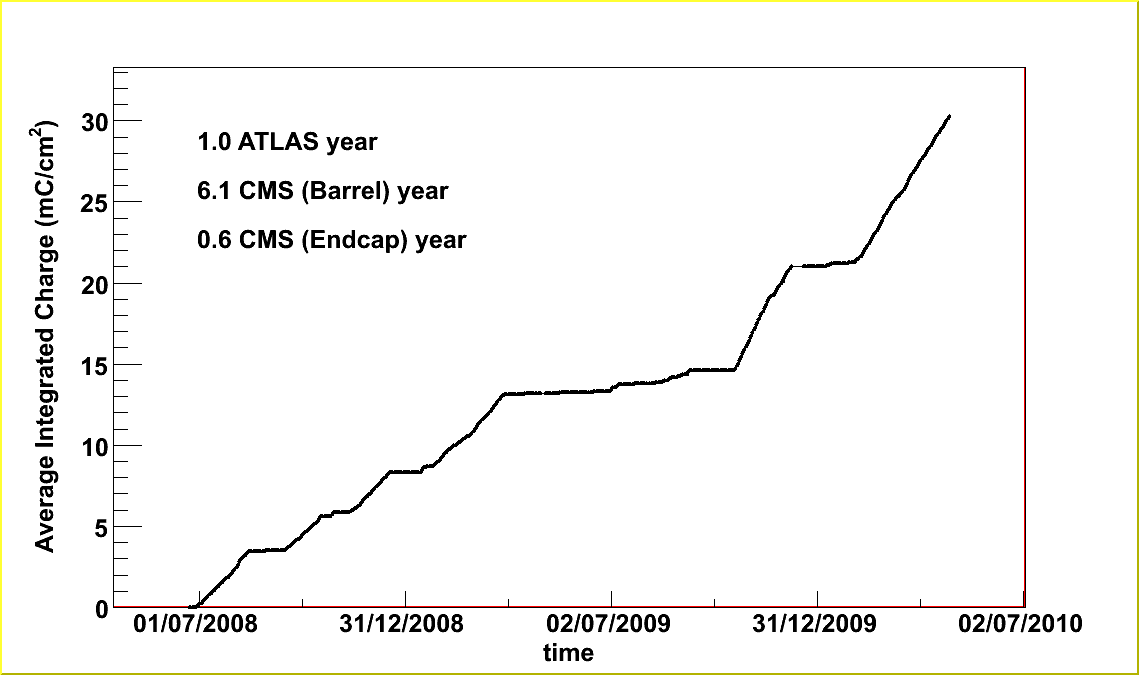 30
25
20
15
10
5
0
Average Integrated Charge (mC/cm²)
1.0 ATLAS year
6.1 CMS (Barrel) year
0.6 CMS (Endcap) year
01/07/2008 31/12/2008 02/07/2009 31/12/2009 02/07/2010
time